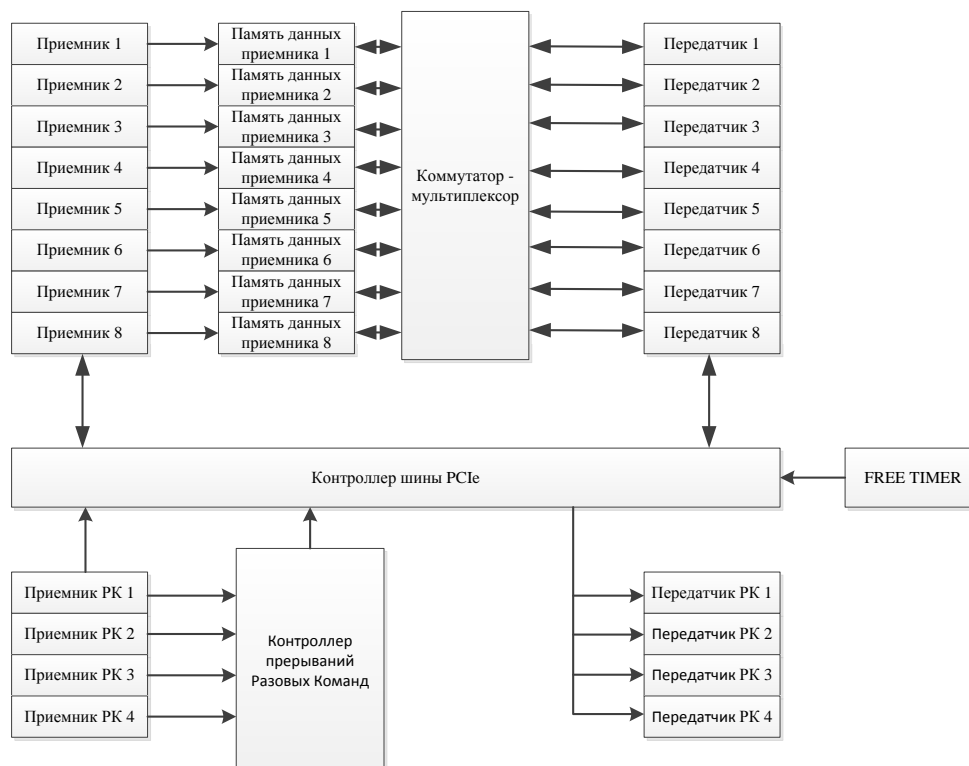 Приемник 1
Приемник 2
Приемник 3
Приемник 4
Приемник 5
Приемник 6
Приемник 7
Приемник 8
Память данных
приемника 1
Память данных
приемника 2
Память данных
приемника 3
Память данных
приемника 4
Память данных
приемника 5
Память данных
приемника 6
Память данных
приемника 7
Память данных
приемника 8
Коммутатор -
мультиплексор
Передатчик 1
Передатчик 2
Передатчик 3
Передатчик 4
Передатчик 5
Передатчик 6
Передатчик 7
Передатчик 8
Контроллер шины PCIe
FREE TIMER
Приемник РК 1
Приемник РК 2
Приемник РК 3
Приемник РК 4
Контроллер
прерываний
Разовых Команд
Передатчик РК 1
Передатчик РК 2
Передатчик РК 3
Передатчик РК 4